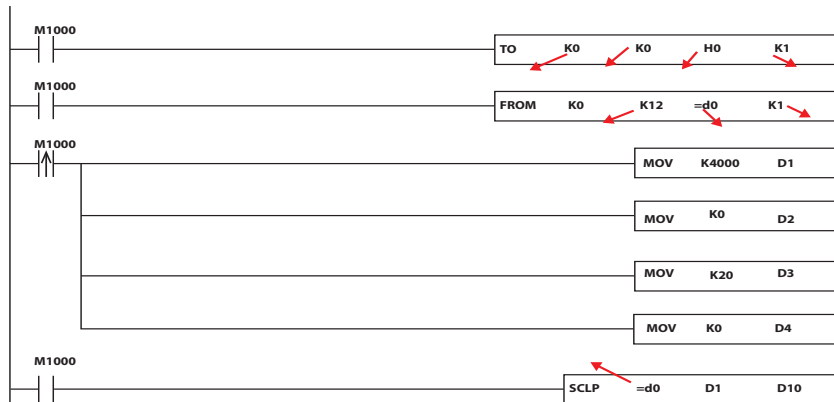 M1000
TO K0 K0 H0 K1
M1000
FROM K0 K12 =d0 K1
M1000
MOV K4000 D1
MOV K0 D2
MOV K20 D3
MOV K0 D4
M1000
SCLP =d0 D1 D10